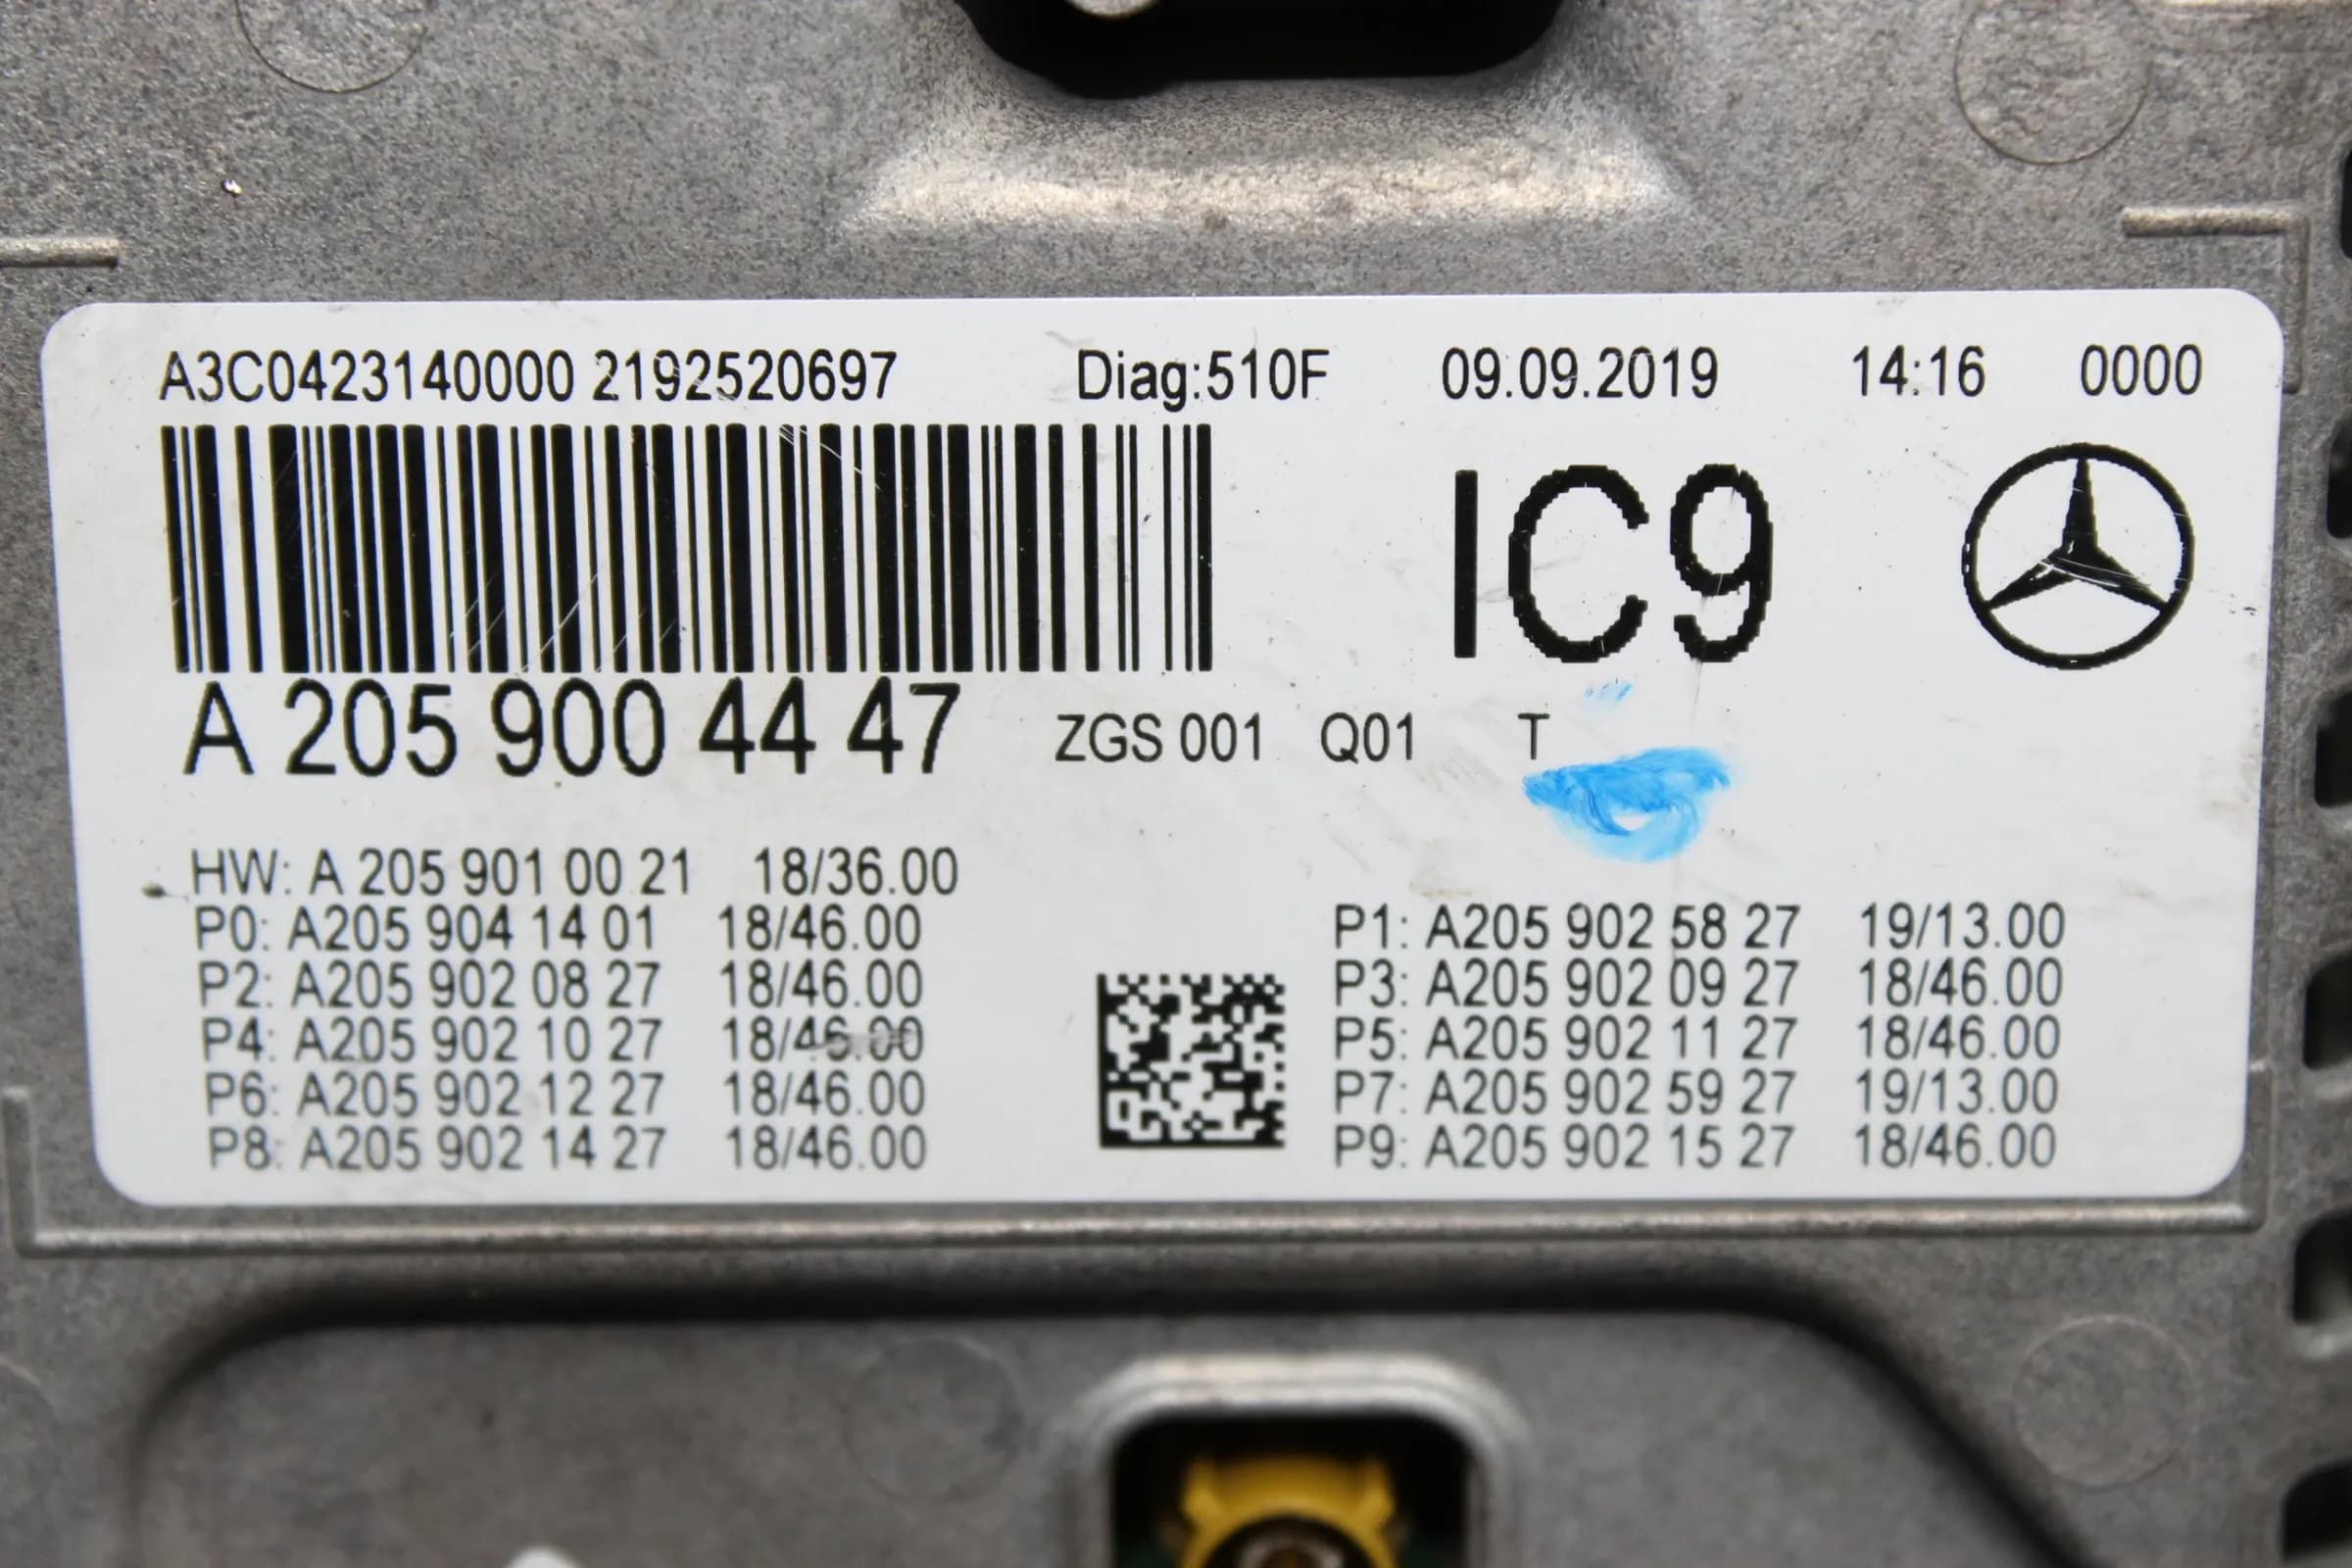 A3C0423140000 2192520697 Diag:510F 09.09.2019 14:16 0000
IC9
A 205 900 44 47 ZGS 001 Q01 T
HW: A 205 901 00 21 18/36.00
P0: A205 904 14 01 18/46.00 P1: A205 902 58 27 19/13.00
P2: A205 902 08 27 18/46.00 P3: A205 902 09 27 18/46.00
P4: A205 902 10 27 18/46.00 P5: A205 902 11 27 18/46.00
P6: A205 902 12 27 18/46.00 P7: A205 902 59 27 19/13.00
P8: A205 902 14 27 18/46.00 P9: A205 902 15 27 18/46.00